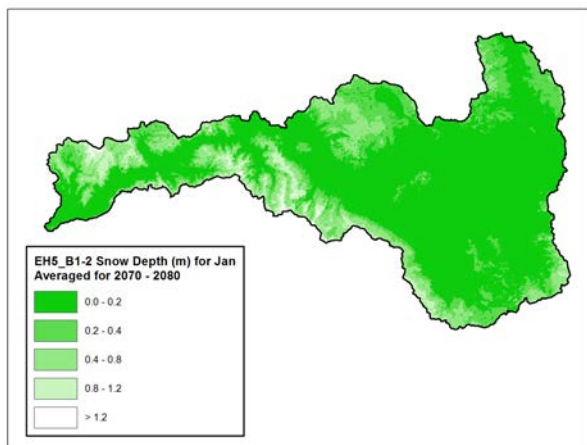 EH5_B1-2 Snow Depth (m) for Jan
Averaged for 2070 - 2080
0.0 - 0.2
0.2 - 0.4
0.4 - 0.8
0.8 - 1.2
> 1.2